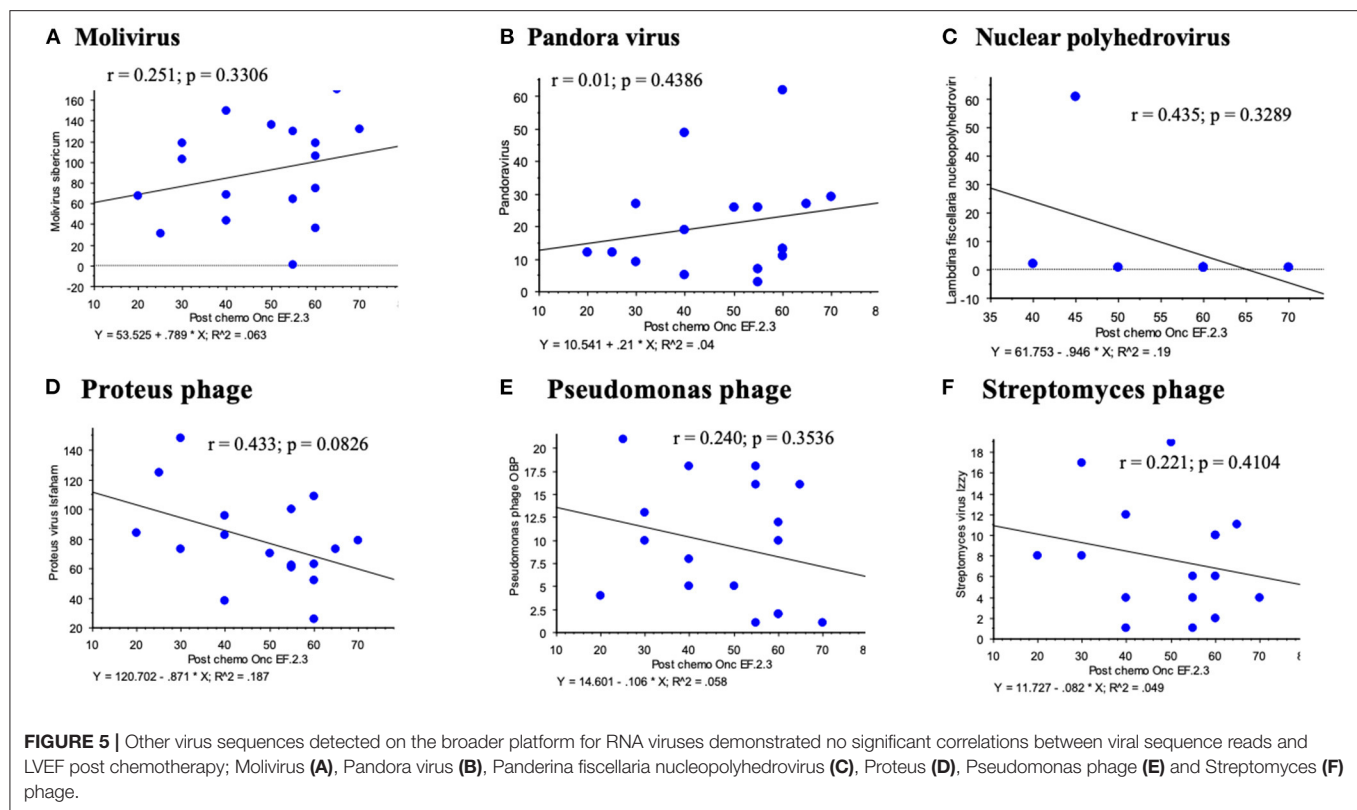 A Molivirus
r = 0.251; p = 0.3306
Molivirus sibericum
160
140
120
100
80
60
40
20
0
-20
10 20 30 40 50 60 70
Post chemo Onc EF.2.3
Y = 53.525 + .789 * X; R^2 = .063
B Pandora virus
r = 0.01; p = 0.4386
Pandoravirus
60
50
40
30
20
10
0
10 20 30 40 50 60 70 8
Post chemo Onc EF.2.3
Y = 10.541 + .21 * X; R^2 = .04
C Nuclear polyhedrovirus
r = 0.435; p = 0.3289
Lambdina fiscellaria nucleopolyhedrovirus
60
50
40
30
20
10
0
-10
35 40 45 50 55 60 65 70
Post chemo Onc EF.2.3
Y = 61.753 - .946 * X; R^2 = .19
D Proteus phage
r = 0.433; p = 0.0826
Proteus virus Isfaham
140
120
100
80
60
40
20
10 20 30 40 50 60 70
Post chemo Onc EF.2.3
Y = 120.702 - .871 * X; R^2 = .187
E Pseudomonas phage
r = 0.240; p = 0.3536
Pseudomonas phage OBP
20
17.5
15
12.5
10
7.5
5
2.5
0
10 20 30 40 50 60 70
Post chemo Onc EF.2.3
Y = 14.601 - .106 * X; R^2 = .058
F Streptomyces phage
r = 0.221; p = 0.4104
Streptomyces virus Izzy
18
16
14
12
10
8
6
4
2
0
10 20 30 40 50 60 70 8
Post chemo Onc EF.2.3
Y = 11.727 - .082 * X; R^2 = .049
FIGURE 5 | Other virus sequences detected on the broader platform for RNA viruses demonstrated no significant correlations between viral sequence reads and
LVEF post chemotherapy; Molivirus (A), Pandora virus (B), Panderina fiscellaria nucleopolyhedrovirus (C), Proteus (D), Pseudomonas phage (E) and Streptomyces (F)
phage.